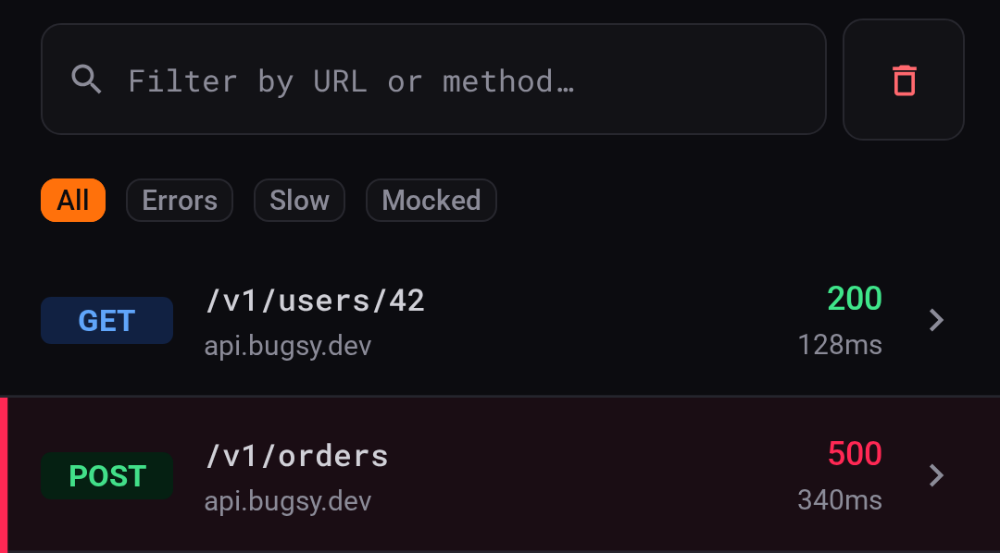 Filter by URL or method…
All Errors Slow Mocked
GET /v1/users/42 200
api.bugsy.dev 128ms
POST /v1/orders 500
api.bugsy.dev 340ms